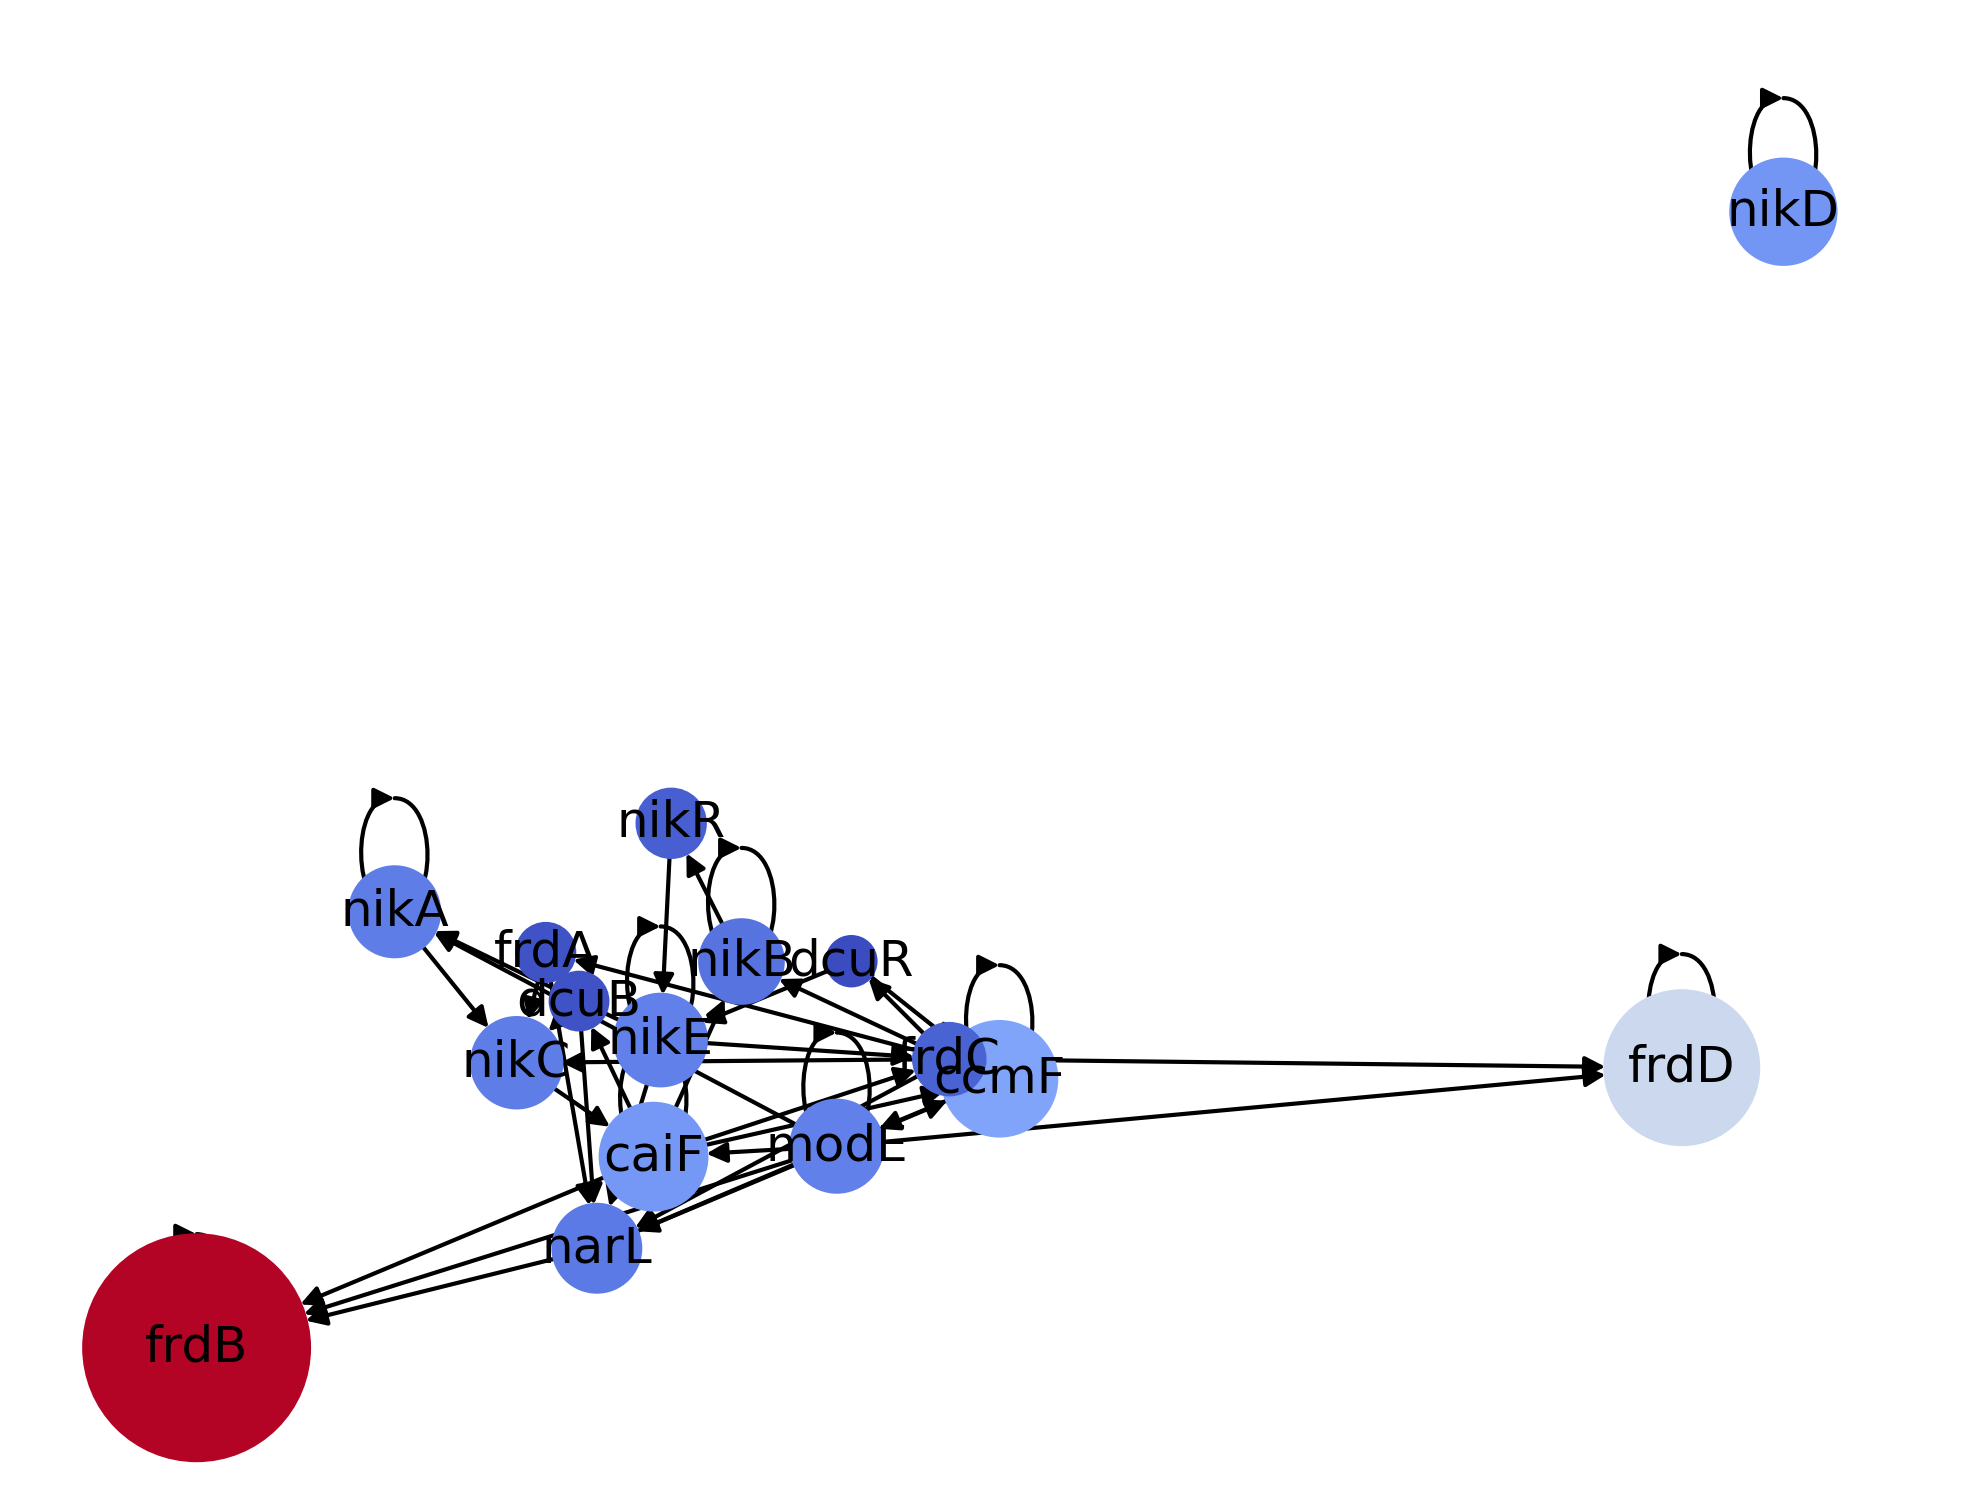 nikD
nikR
nikA
frdA
nikB
dcuR
dcuB
nikE
nikC
frdC
ccmF
frdD
caiF
modE
narL
frdB